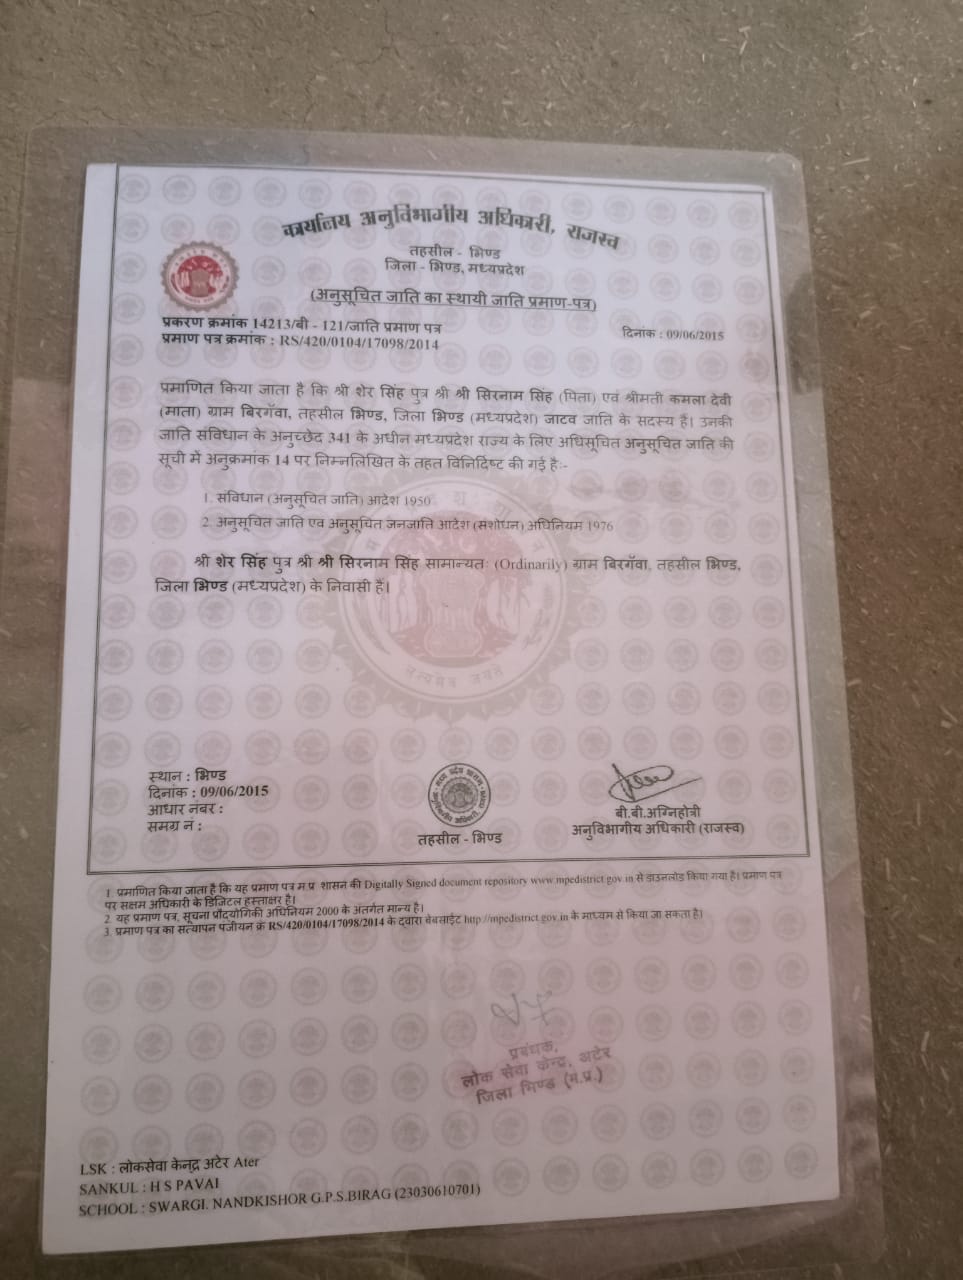 कार्यालय अनुविभागीय अधिकारी, राजस्व
तहसील - भिण्ड
जिला - भिण्ड, मध्यप्रदेश
(अनुसूचित जाति का स्थायी जाति प्रमाण-पत्र)
प्रकरण क्रमांक 14213/बी - 121/जाति प्रमाण पत्र
दिनांक : 09/06/2015
प्रमाण पत्र क्रमांक : RS/420/0104/17098/2014
प्रमाणित किया जाता है कि श्री शेर सिंह पुत्र श्री श्री सिरनाम सिंह (पिता) एवं श्रीमती कमला देवी
(माता) ग्राम बिरगँवा, तहसील भिण्ड, जिला भिण्ड (मध्यप्रदेश) जाटव जाति के सदस्य हैं। उनकी
जाति संविधान के अनुच्छेद 341 के अधीन मध्यप्रदेश राज्य के लिए अधिसूचित अनुसूचित जाति की
सूची में अनुक्रमांक 14 पर निम्नलिखित के तहत विनिर्दिष्ट की गई है:-
1. संविधान (अनुसूचित जाति) आदेश 1950
2. अनुसूचित जाति एवं अनुसूचित जनजाति आदेश (संशोधन) अधिनियम 1976
श्री शेर सिंह पुत्र श्री श्री सिरनाम सिंह सामान्यतः (Ordinarily) ग्राम बिरगँवा, तहसील भिण्ड,
जिला भिण्ड (मध्यप्रदेश) के निवासी हैं।
सत्यमेव जयते
स्थान : भिण्ड
दिनांक : 09/06/2015
आधार नंबर :
समग्र नं :
तहसील - भिण्ड
बी.बी.अग्निहोत्री
अनुविभागीय अधिकारी (राजस्व)
1. प्रमाणित किया जाता है कि यह प्रमाण पत्र म.प्र. शासन की Digitally Signed document repository www.mpedistrict.gov.in से डाउनलोड किया गया है। प्रमाण पत्र
पर सक्षम अधिकारी के डिजिटल हस्ताक्षर है।
2. यह प्रमाण पत्र, सूचना प्रौदयोगिकी अधिनियम 2000 के अंतर्गत मान्य है।
3. प्रमाण पत्र का सत्यापन पंजीयन क्रं RS/420/0104/17098/2014 के द्वारा वेबसाईट http://mpedistrict.gov.in के माध्यम से किया जा सकता है।
प्रबंधक,
लोक सेवा केन्द्र, अटेर
जिला भिण्ड (म.प्र.)
LSK : लोकसेवा केन्द्र अटेर Ater
SANKUL : H S PAVAI
SCHOOL : SWARGI. NANDKISHOR G.P.S.BIRAG (23030610701)